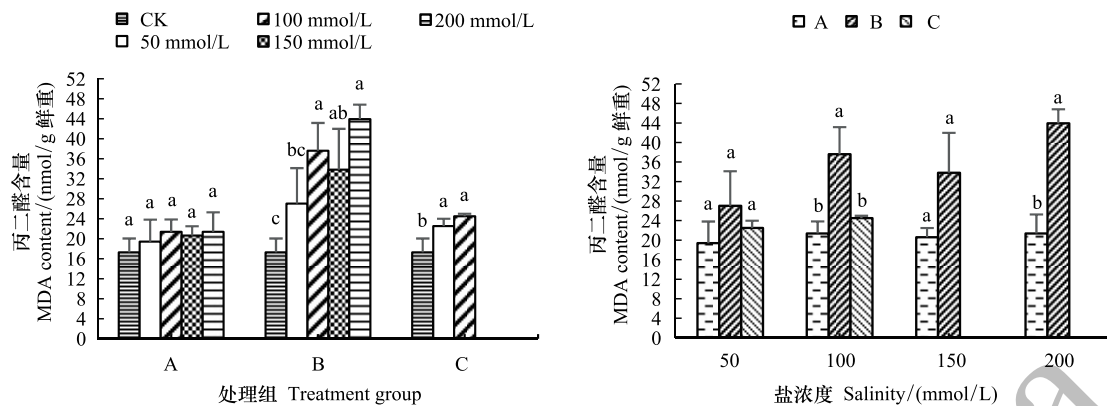 CK 100 mmol/L 200 mmol/L
50 mmol/L 150 mmol/L
丙二醛含量
MDA content/(nmol/g 鲜重)
52
48
44
40
36
32
28
24
20
16
12
8
4
0
a a a a a
c bc a ab a
b a a
A B C
处理组 Treatment group
A B C
丙二醛含量
MDA content/(nmol/g 鲜重)
52
48
44
40
36
32
28
24
20
16
12
8
4
0
a a a
b a b
a a
b a
50 100 150 200
盐浓度 Salinity/(mmol/L)